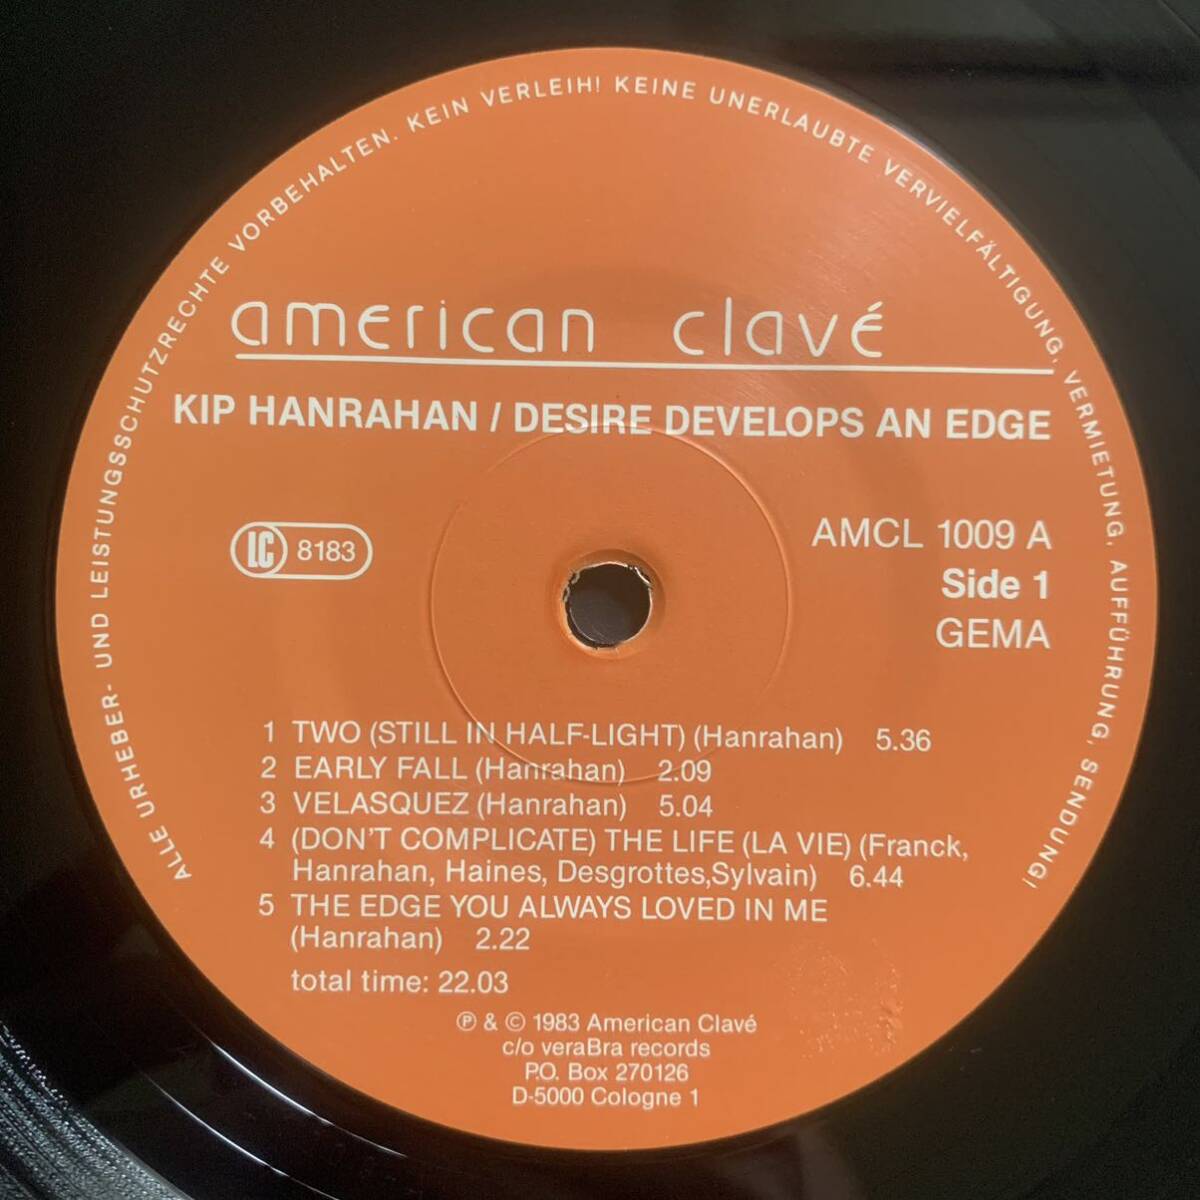 ALLE URHEBER- UND LEISTUNGSSCHUTZRECHTE VORBEHALTEN. KEIN VERLEIH! KEINE UNERLAUBTE VERVIELFÄLTIGUNG, VERMIETUNG, AUFFÜHRUNG, SENDUNG!
american clavé
KIP HANRAHAN / DESIRE DEVELOPS AN EDGE
LC 8183
AMCL 1009 A
Side 1
GEMA
1 TWO (STILL IN HALF-LIGHT) (Hanrahan) 5.36
2 EARLY FALL (Hanrahan) 2.09
3 VELASQUEZ (Hanrahan) 5.04
4 (DON'T COMPLICATE) THE LIFE (LA VIE) (Franck,
Hanrahan, Haines, Desgrottes,Sylvain) 6.44
5 THE EDGE YOU ALWAYS LOVED IN ME
(Hanrahan) 2.22
total time: 22.03
℗ & © 1983 American Clavé
c/o veraBra records
P.O. Box 270126
D-5000 Cologne 1